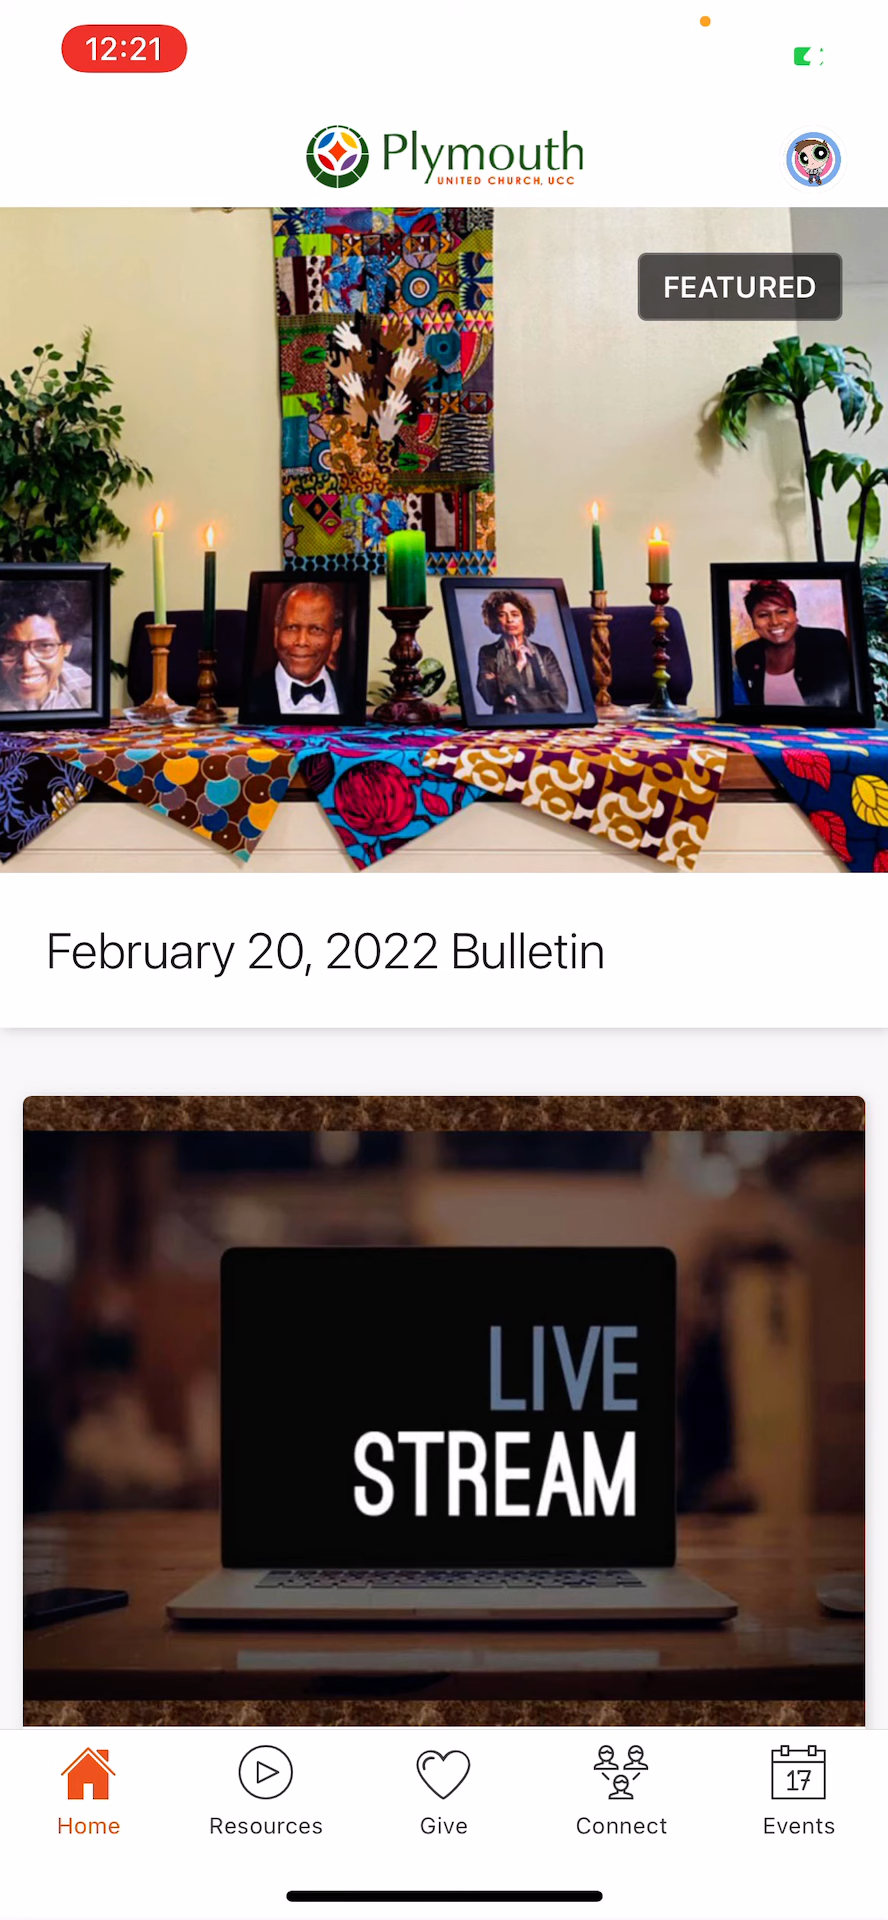 12:21
Plymouth
UNITED CHURCH, UCC
FEATURED
February 20, 2022 Bulletin
LIVE
STREAM
Home
Resources
Give
Connect
17
Events